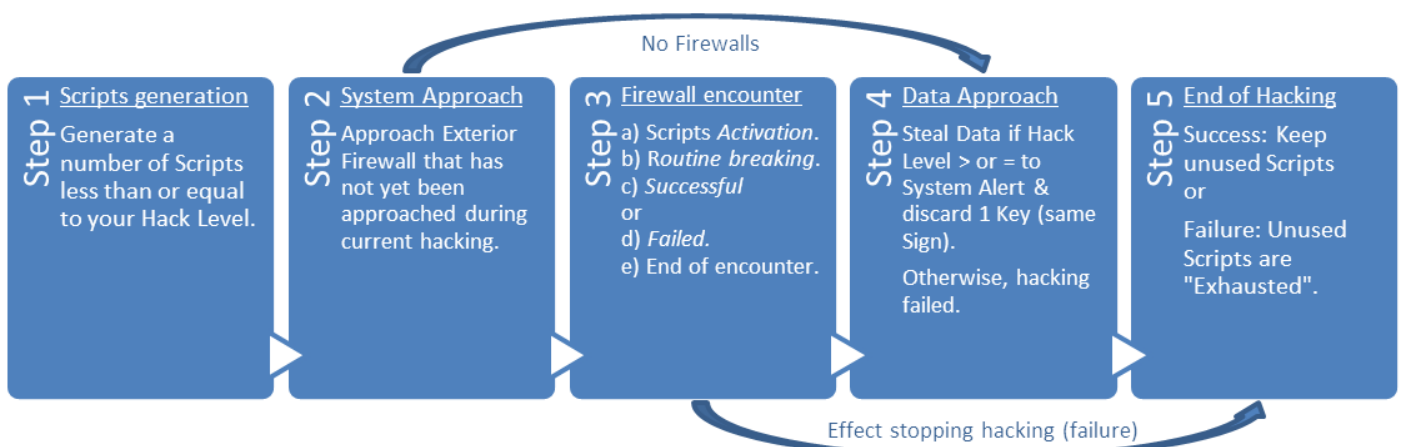 No Firewalls
Step 1
Scripts generation
Generate a
number of Scripts
less than or equal
to your Hack Level.
Step 2
System Approach
Approach Exterior
Firewall that has
not yet been
approached during
current hacking.
Step 3
Firewall encounter
a) Scripts Activation.
b) Routine breaking.
c) Successful
or
d) Failed.
e) End of encounter.
Step 4
Data Approach
Steal Data if Hack
Level > or = to
System Alert &
discard 1 Key (same
Sign).
Otherwise, hacking
failed.
Step 5
End of Hacking
Success: Keep
unused Scripts
or
Failure: Unused
Scripts are
"Exhausted".
Effect stopping hacking (failure)